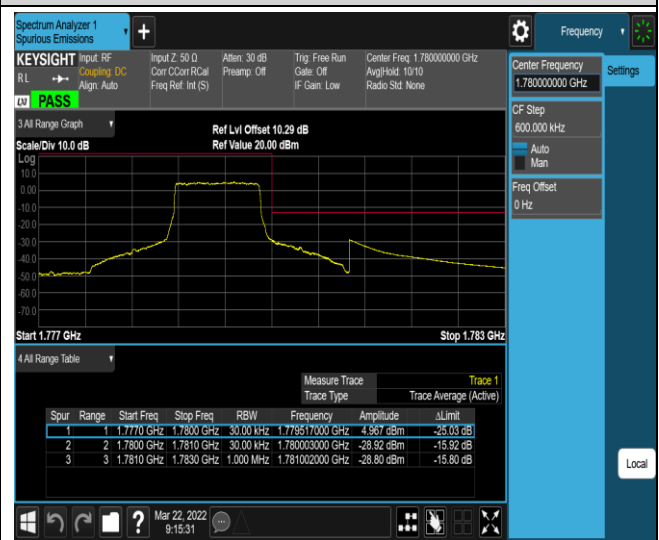 Spectrum Analyzer 1
Spurious Emissions
Frequency
KEYSIGHT
RL
LXI PASS
Input: RF
Coupling: DC
Align: Auto
Input Z: 50 Ω
Corr CCorr RCal
Freq Ref: Int (S)
Atten: 30 dB
Preamp: Off
Trig: Free Run
Gate: Off
IF Gain: Low
Center Freq: 1.780000000 GHz
Avg|Hold: 10/10
Radio Std: None
Center Frequency
1.780000000 GHz
Settings
CF Step
600.000 kHz
Auto
Man
Freq Offset
0 Hz
3 All Range Graph
Scale/Div 10.0 dB
Ref Lvl Offset 10.29 dB
Ref Value 20.00 dBm
Log
10.0
0.00
-10.0
-20.0
-30.0
-40.0
-50.0
-60.0
-70.0
Start 1.777 GHz
Stop 1.783 GHz
4 All Range Table
Measure Trace Trace 1
Trace Type Trace Average (Active)
Spur Range Start Freq Stop Freq RBW Frequency Amplitude ΔLimit
1 1 1.7770 GHz 1.7800 GHz 30.00 kHz 1.779517000 GHz 4.967 dBm -25.03 dB
2 2 1.7800 GHz 1.7810 GHz 30.00 kHz 1.780003000 GHz -28.92 dBm -15.92 dB
3 3 1.7810 GHz 1.7830 GHz 1.000 MHz 1.781002000 GHz -28.80 dBm -15.80 dB
Local
Mar 22, 2022
9:15:31